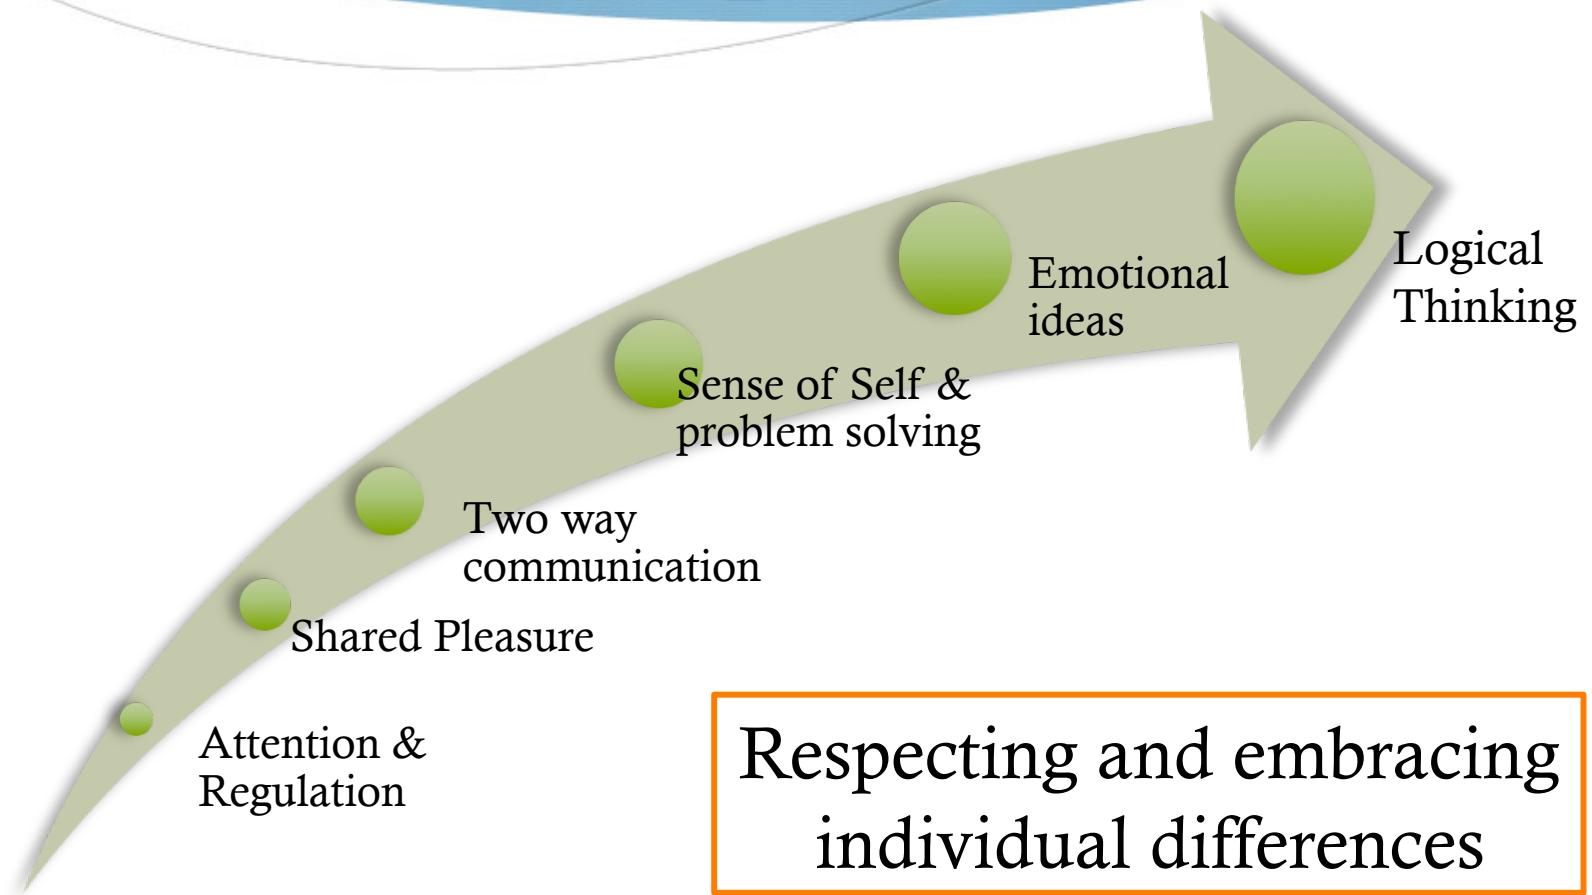 Attention &
Regulation
Shared Pleasure
Two way
communication
Sense of Self &
problem solving
Emotional
ideas
Logical
Thinking
Respecting and embracing
individual differences